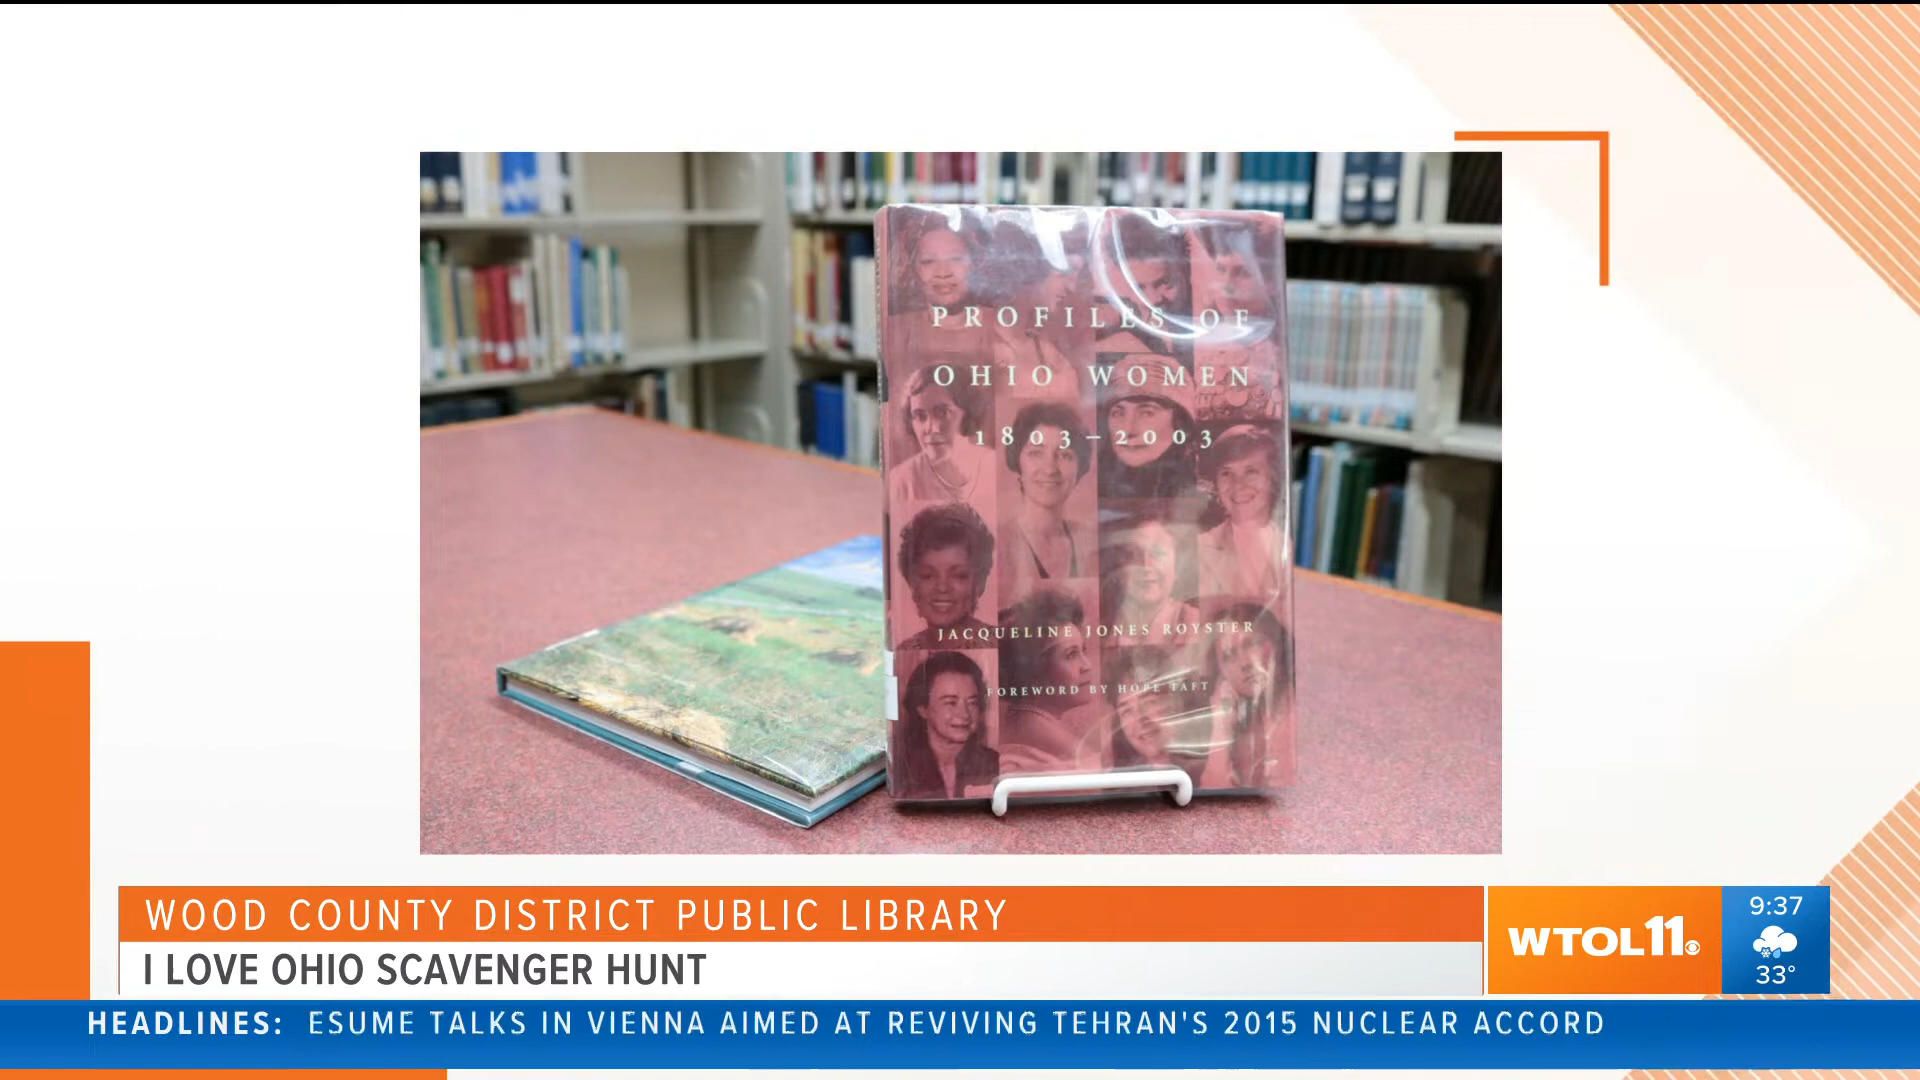 PROFILES OF
OHIO WOMEN
1803–2003
JACQUELINE JONES ROYSTER
FOREWORD BY HOPE TAFT
WOOD COUNTY DISTRICT PUBLIC LIBRARY
I LOVE OHIO SCAVENGER HUNT
WTOL11
9:37
33°
HEADLINES: ESUME TALKS IN VIENNA AIMED AT REVIVING TEHRAN'S 2015 NUCLEAR ACCORD